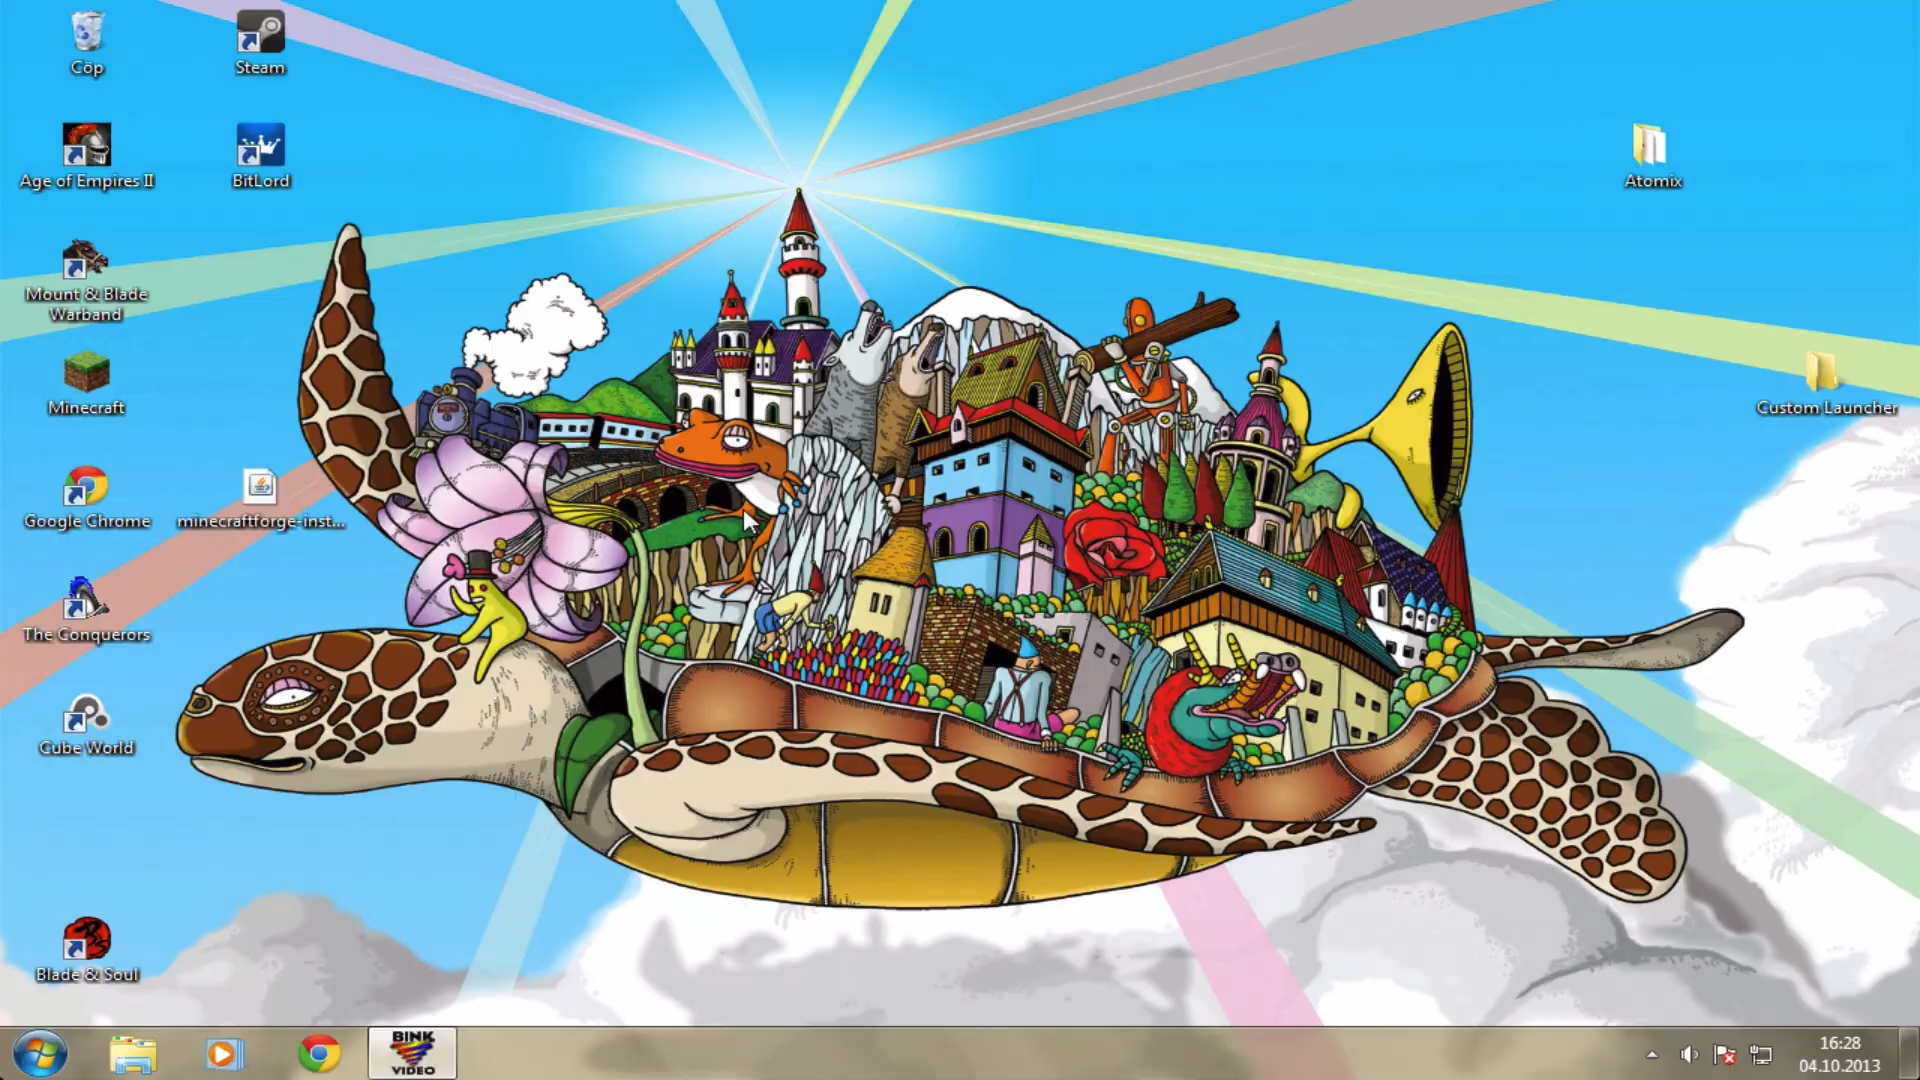 Cöp
Steam
Age of Empires II
BitLord
Atomix
Mount & Blade
Warband
Minecraft
Custom Launcher
Google Chrome
minecraftforge-inst...
The Conquerors
Cube World
Blade & Soul
BINK
VIDEO
16:28
04.10.2013